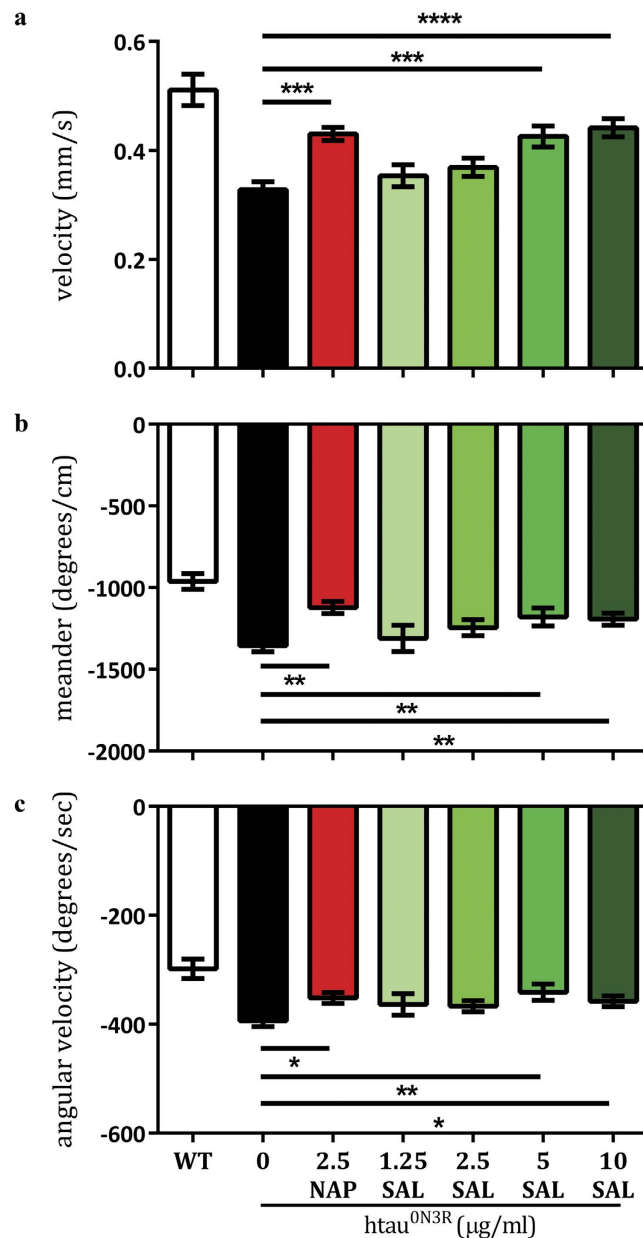 a
****
***
***
0.6
0.4
0.2
0.0
velocity (mm/s)
b
0
-500
-1000
-1500
-2000
meander (degrees/cm)
**
**
**
c
0
-200
-400
-600
angular velocity (degrees/sec)
*
**
*
WT 0 2.5 1.25 2.5 5 10
NAP SAL SAL SAL SAL
htau0N3R (μg/ml)